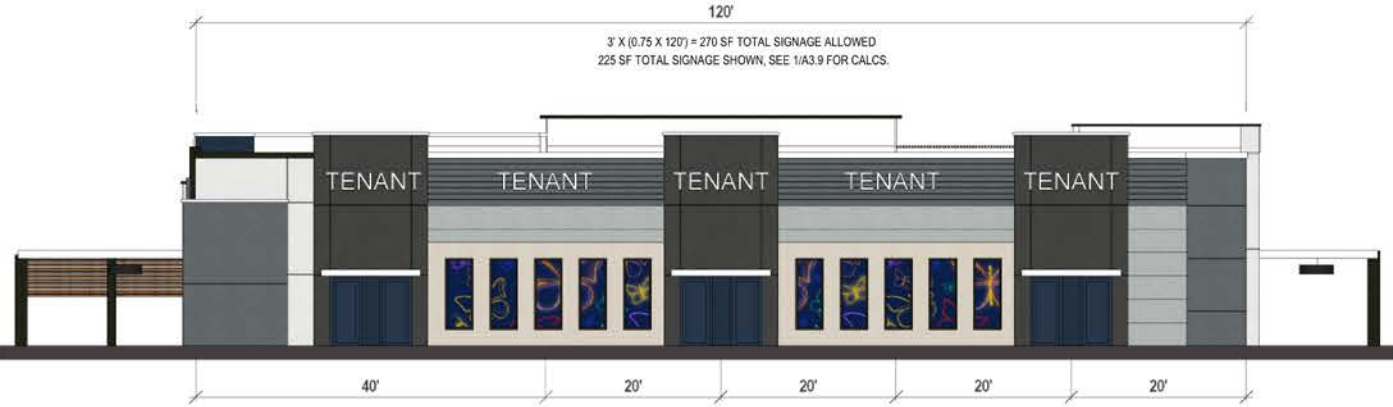 120'
3' X (0.75 X 120') = 270 SF TOTAL SIGNAGE ALLOWED
225 SF TOTAL SIGNAGE SHOWN, SEE 1/A3.9 FOR CALCS.
TENANT TENANT TENANT TENANT TENANT
40' 20' 20' 20' 20'